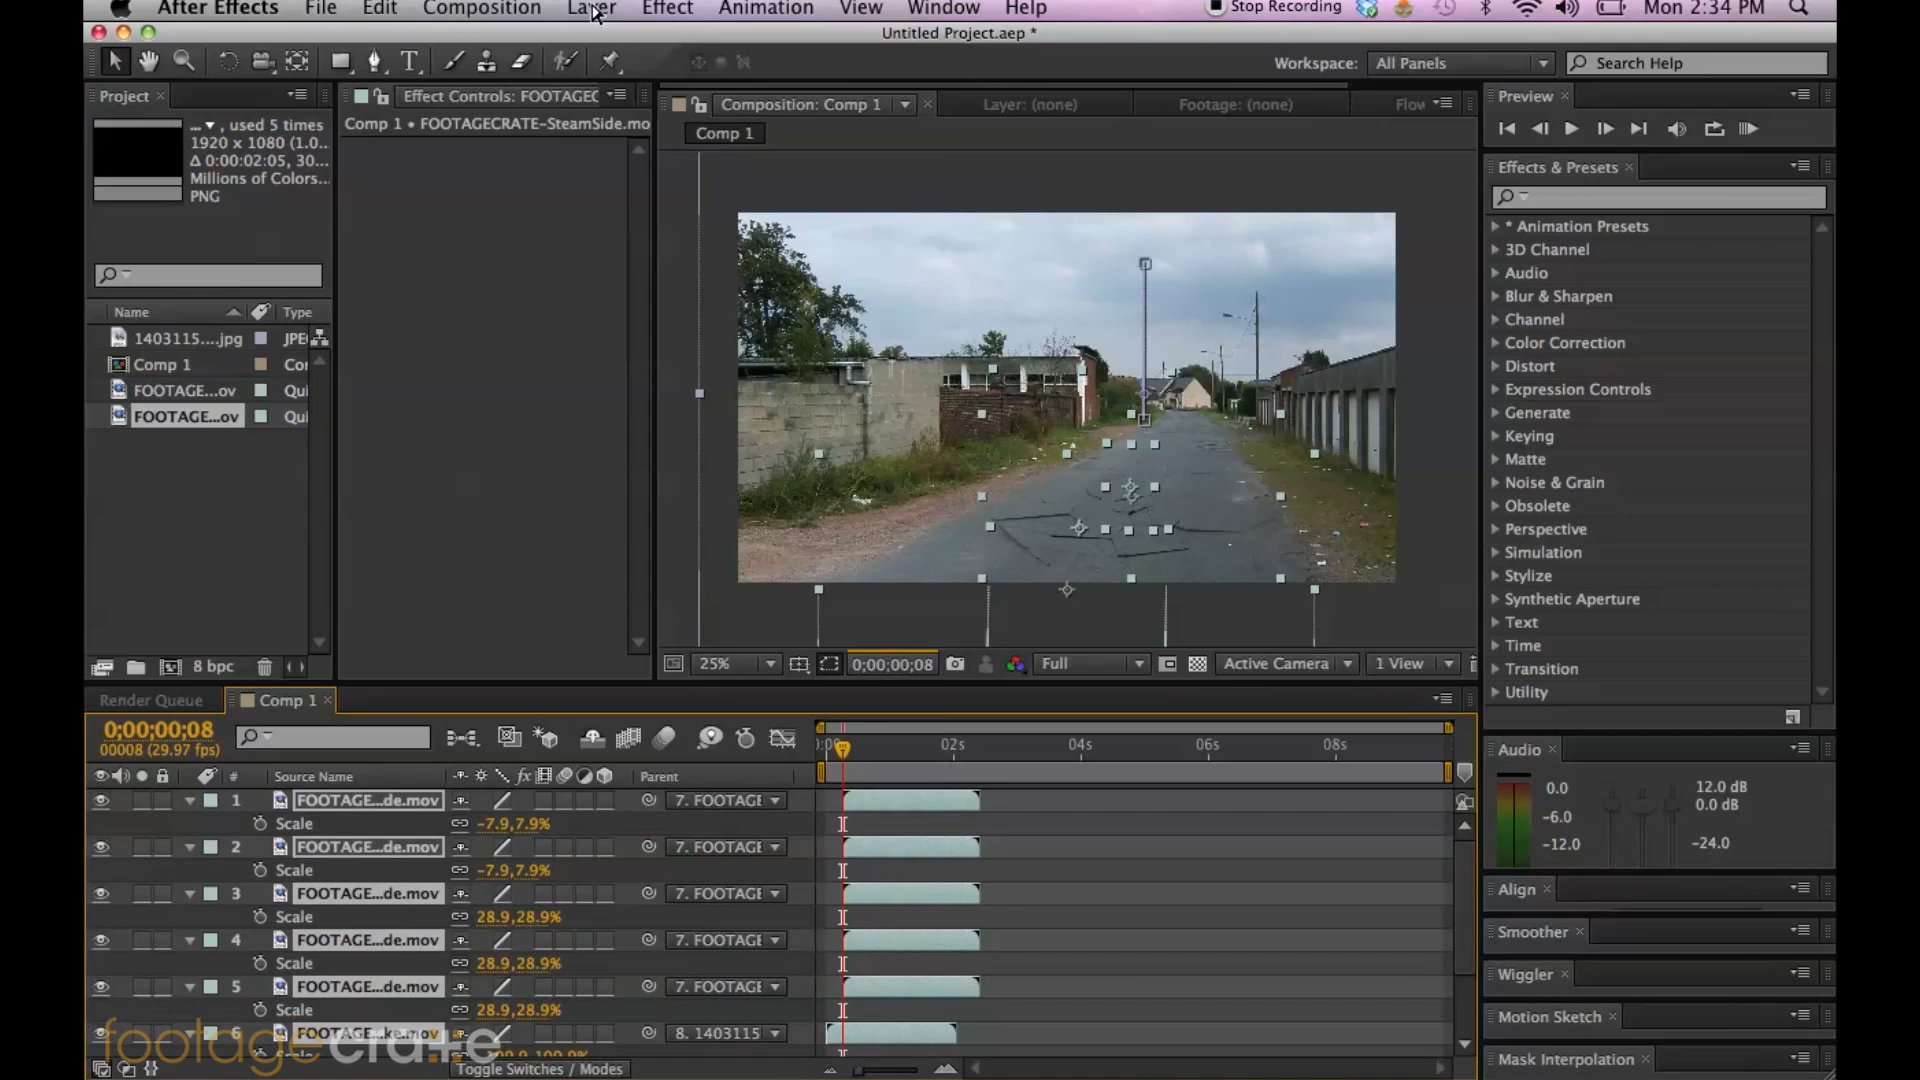 After Effects File Edit Composition Layer Effect Animation View Window Help Stop Recording Mon 2:34 PM
Untitled Project.aep *
Workspace: All Panels Search Help
Project
... , used 5 times
1920 x 1080 (1.0...
Δ 0:00:02:05, 30...
Millions of Colors...
PNG
Name Type
1403115....jpg JPE
Comp 1 Cor
FOOTAGE...ov Qui
FOOTAGE...ov Qui
8 bpc
Effect Controls: FOOTAGEC
Comp 1 • FOOTAGECRATE-SteamSide.mo
Composition: Comp 1 Layer: (none) Footage: (none) Flow
Comp 1
25% 0;00;00;08 Full Active Camera 1 View
Preview
Effects & Presets
* Animation Presets
3D Channel
Audio
Blur & Sharpen
Channel
Color Correction
Distort
Expression Controls
Generate
Keying
Matte
Noise & Grain
Obsolete
Perspective
Simulation
Stylize
Synthetic Aperture
Text
Time
Transition
Utility
Render Queue Comp 1
0;00;00;08
00008 (29.97 fps)
02s 04s 06s 08s
# Source Name fx Parent
1 FOOTAGE...de.mov 7. FOOTAGE
Scale -7.9,7.9%
2 FOOTAGE...de.mov 7. FOOTAGE
Scale -7.9,7.9%
3 FOOTAGE...de.mov 7. FOOTAGE
Scale 28.9,28.9%
4 FOOTAGE...de.mov 7. FOOTAGE
Scale 28.9,28.9%
5 FOOTAGE...de.mov 7. FOOTAGE
Scale 28.9,28.9%
6 FOOTAGE...ke.mov 8. 1403115
footagecrate
Toggle Switches / Modes
Audio
0.0 12.0 dB
0.0 dB
-6.0
-12.0 -24.0
Align
Smoother
Wiggler
Motion Sketch
Mask Interpolation